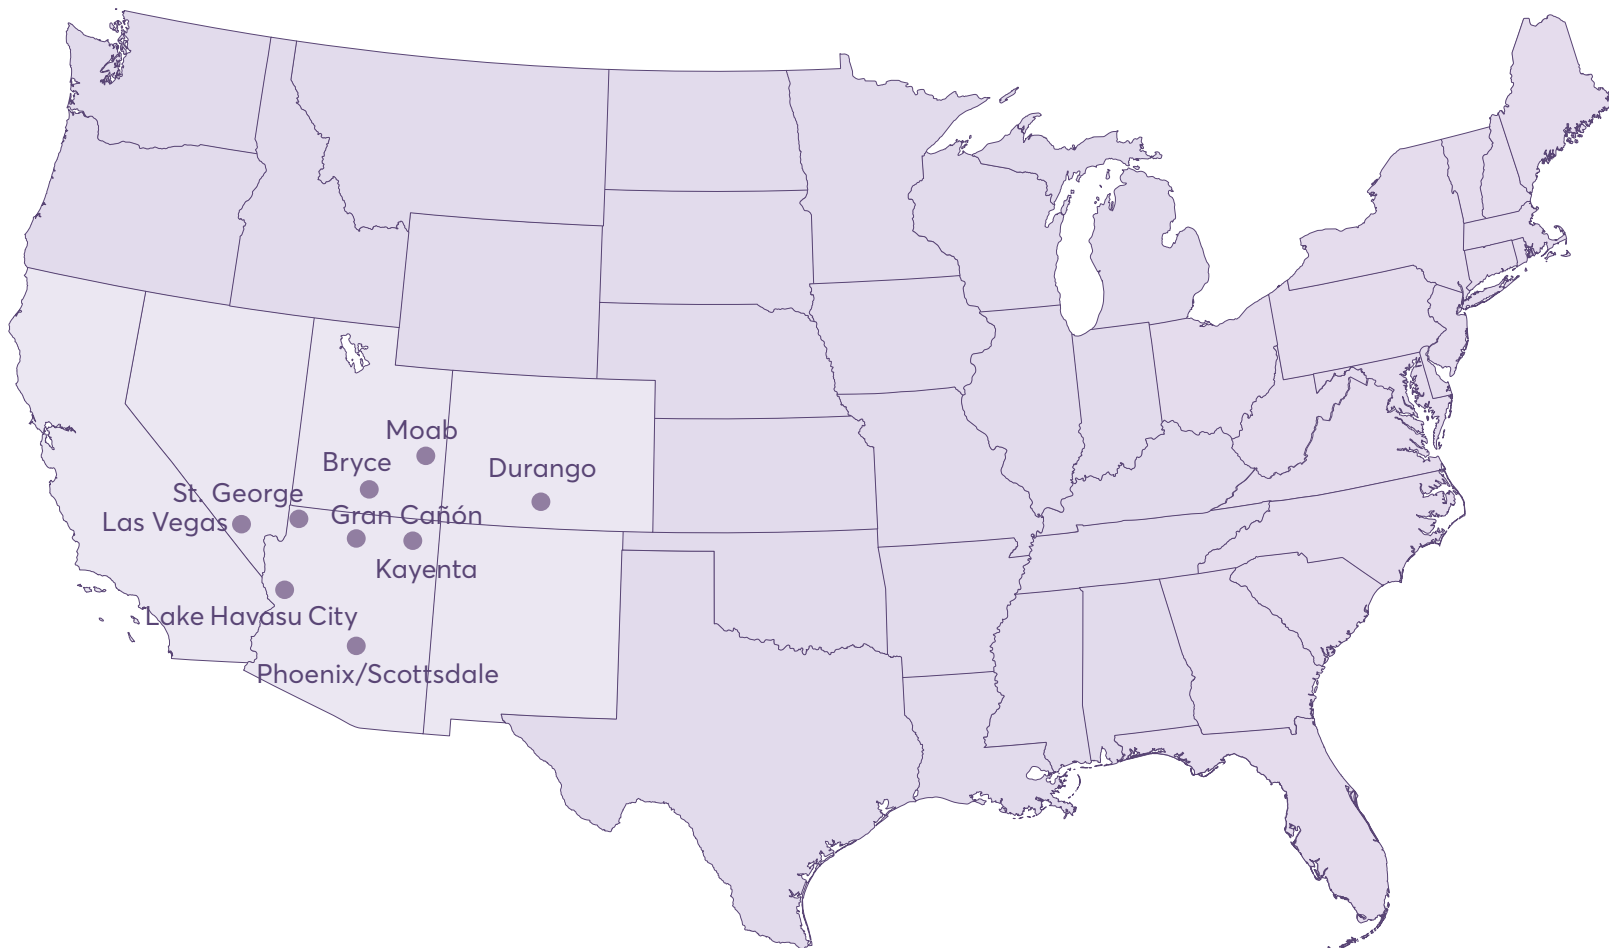 Moab
Bryce
Durango
St. George
Gran Cañón
Las Vegas
Kayenta
Lake Havasu City
Phoenix/Scottsdale